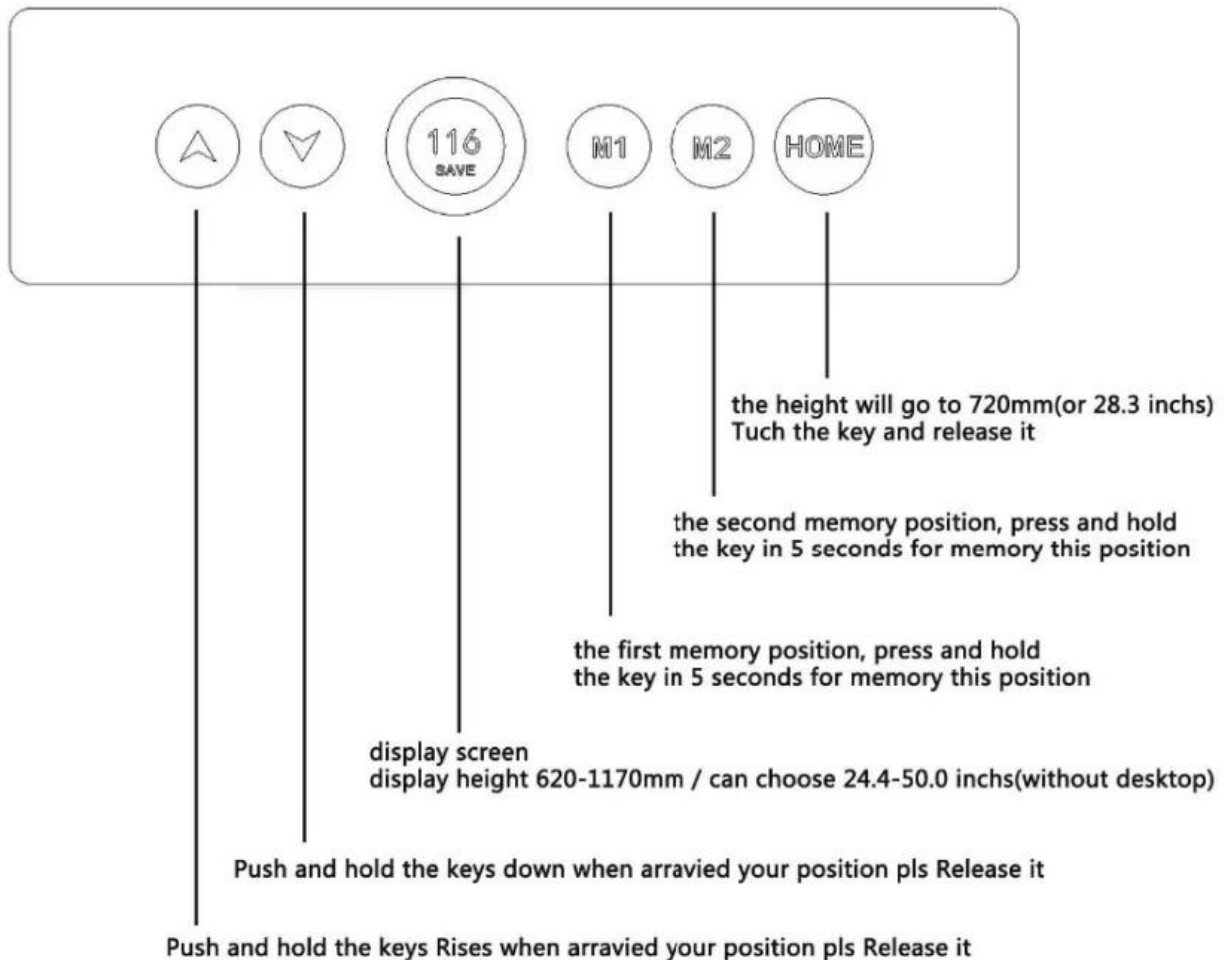 116
SAVE
M1
M2
HOME
the height will go to 720mm(or 28.3 inchs)
Tuch the key and release it
the second memory position, press and hold
the key in 5 seconds for memory this position
the first memory position, press and hold
the key in 5 seconds for memory this position
display screen
display height 620-1170mm / can choose 24.4-50.0 inchs(without desktop)
Push and hold the keys down when arravied your position pls Release it
Push and hold the keys Rises when arravied your position pls Release it